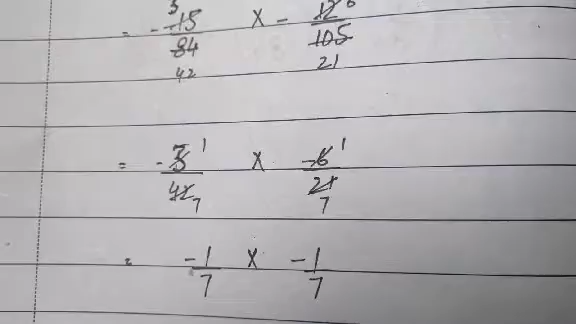 3 6
= - -15/84 × - 12/105
42 21
= -3/42 1 × -6/21 1
7 7
= -1/7 × -1/7